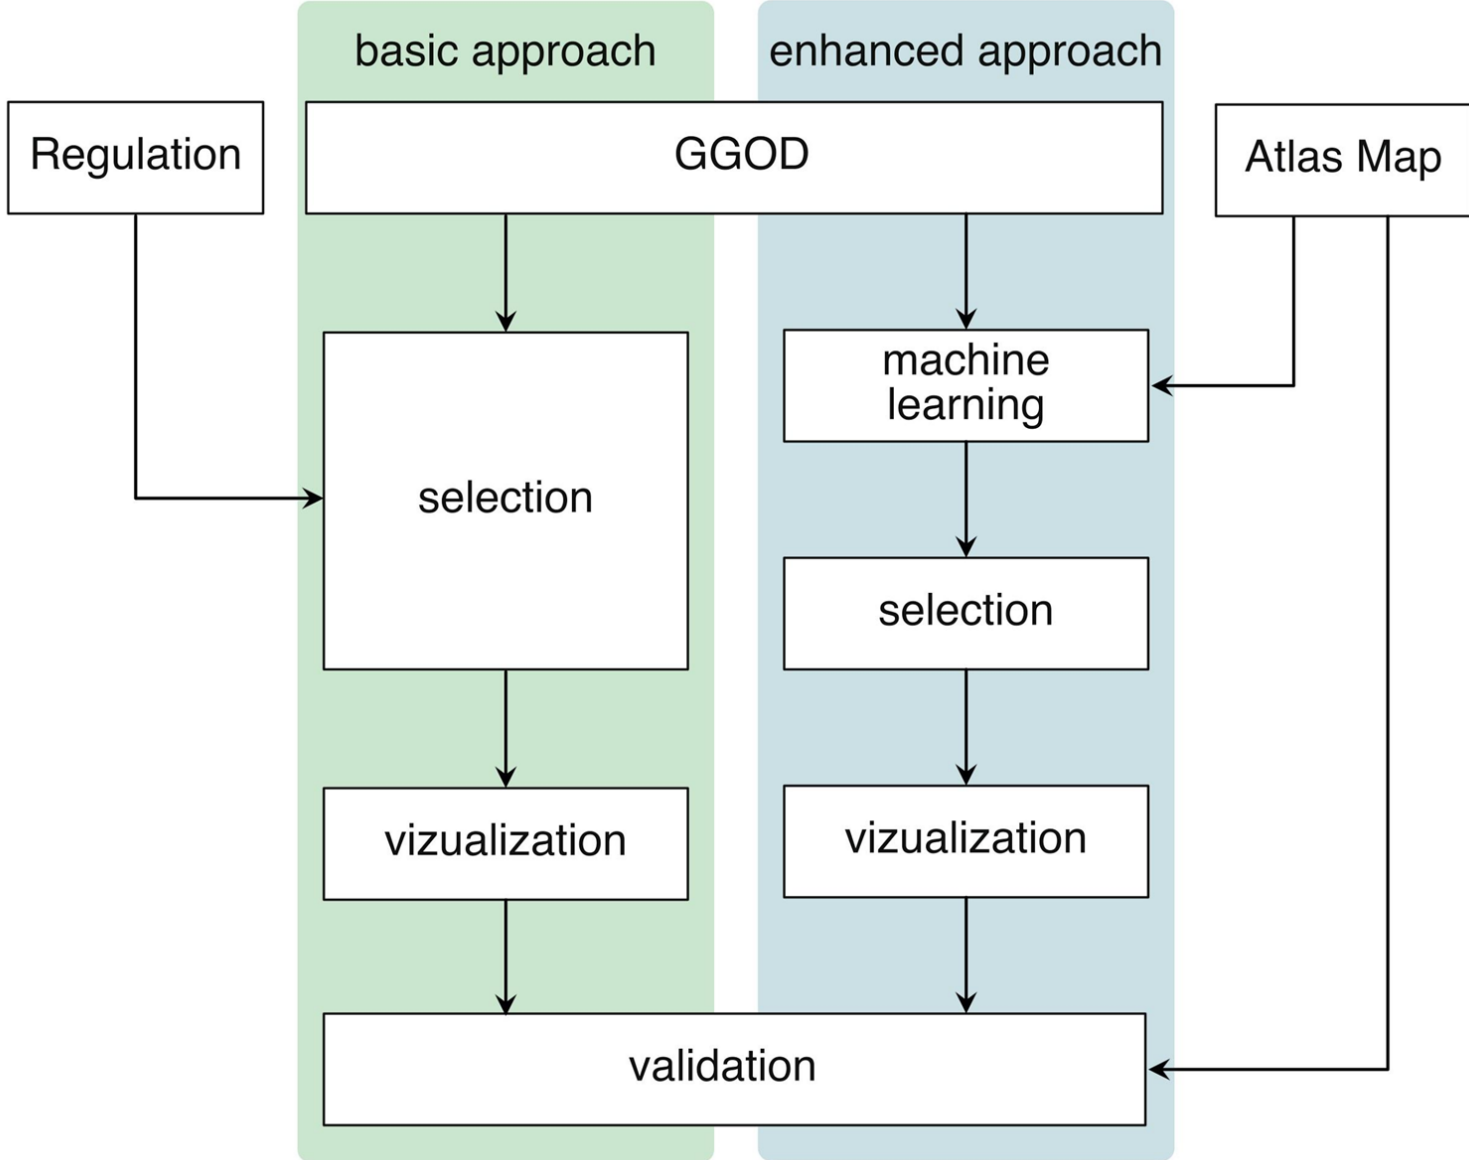 basic approach
enhanced approach
Regulation
GGOD
Atlas Map
machine
learning
selection
selection
vizualization
vizualization
validation